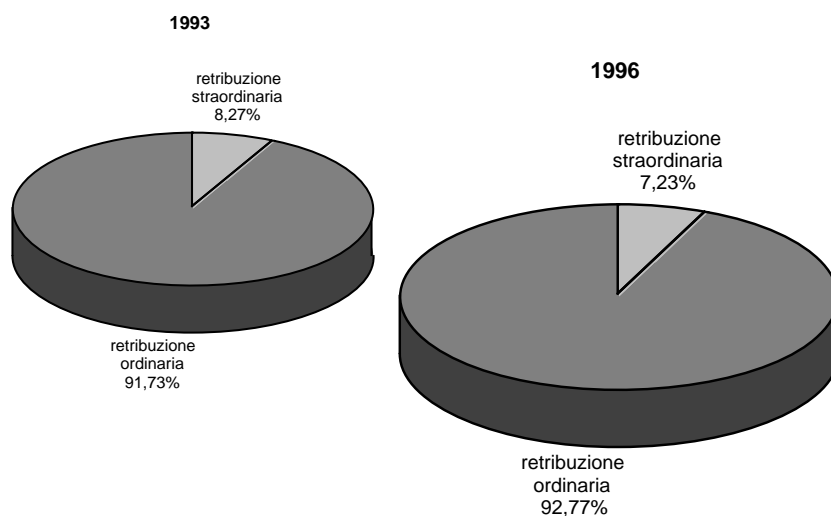 1993
retribuzione
straordinaria
8,27%
retribuzione
ordinaria
91,73%
1996
retribuzione
straordinaria
7,23%
retribuzione
ordinaria
92,77%